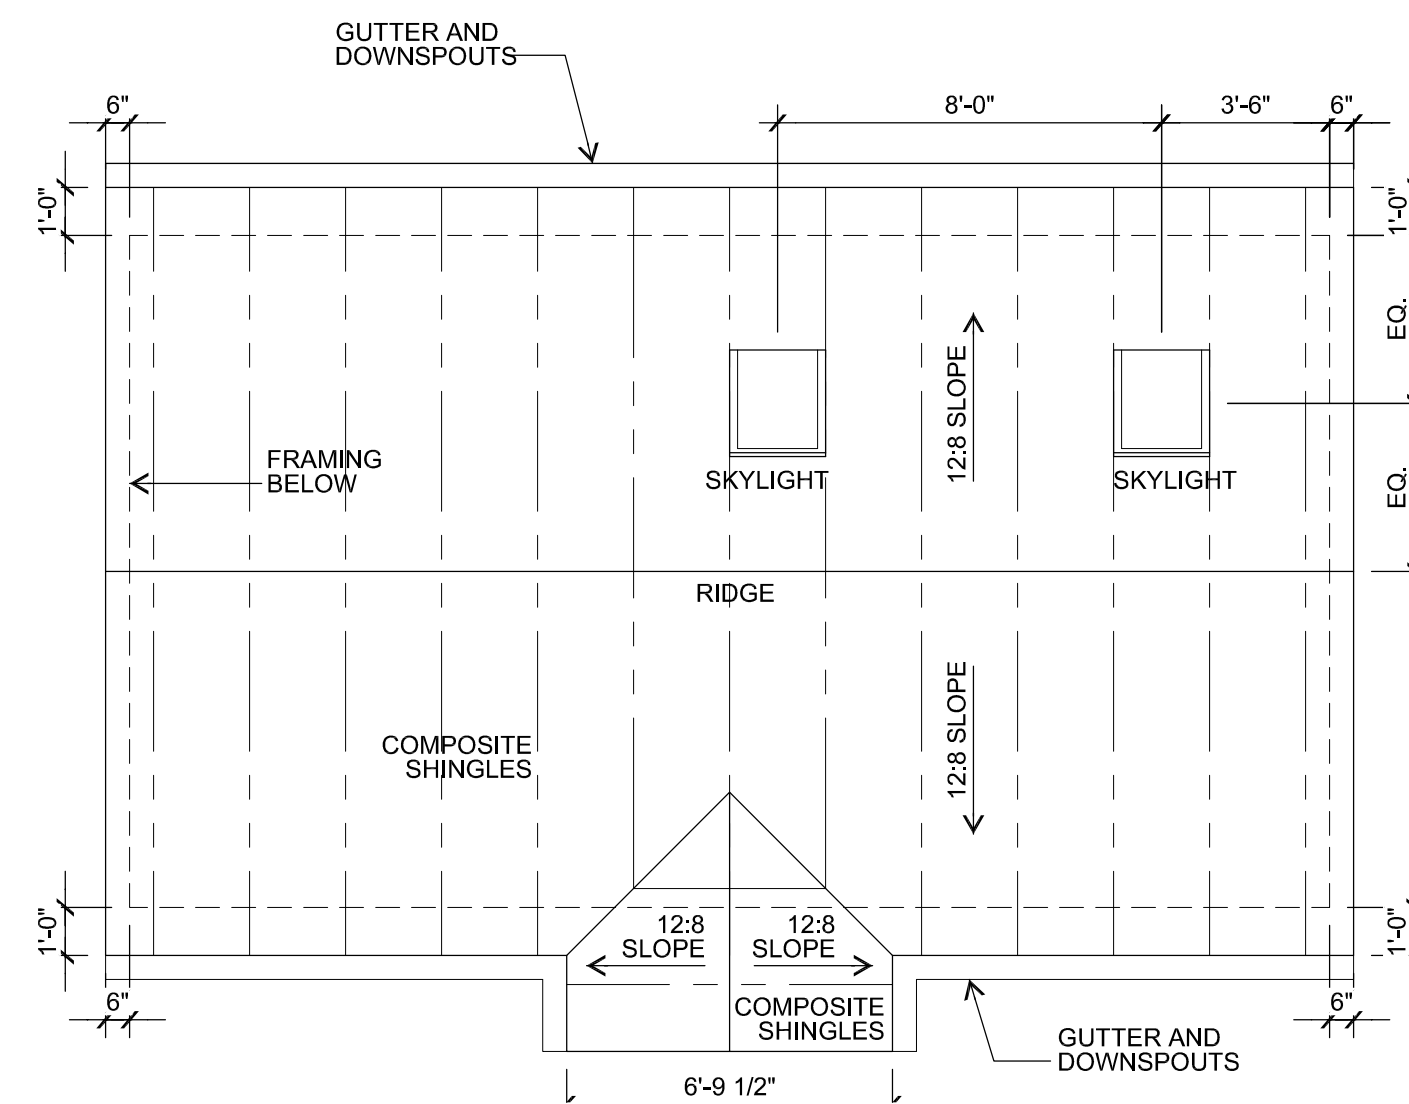 GUTTER AND
DOWNSPOUTS
6"
8'-0"
3'-6"
6"
1'-0"
1'-0"
EQ.
12:8 SLOPE
FRAMING
BELOW
SKYLIGHT
SKYLIGHT
EQ.
RIDGE
12:8 SLOPE
COMPOSITE
SHINGLES
1'-0"
12:8
SLOPE
12:8
SLOPE
1'-0"
6"
COMPOSITE
SHINGLES
6"
GUTTER AND
DOWNSPOUTS
6'-9 1/2"